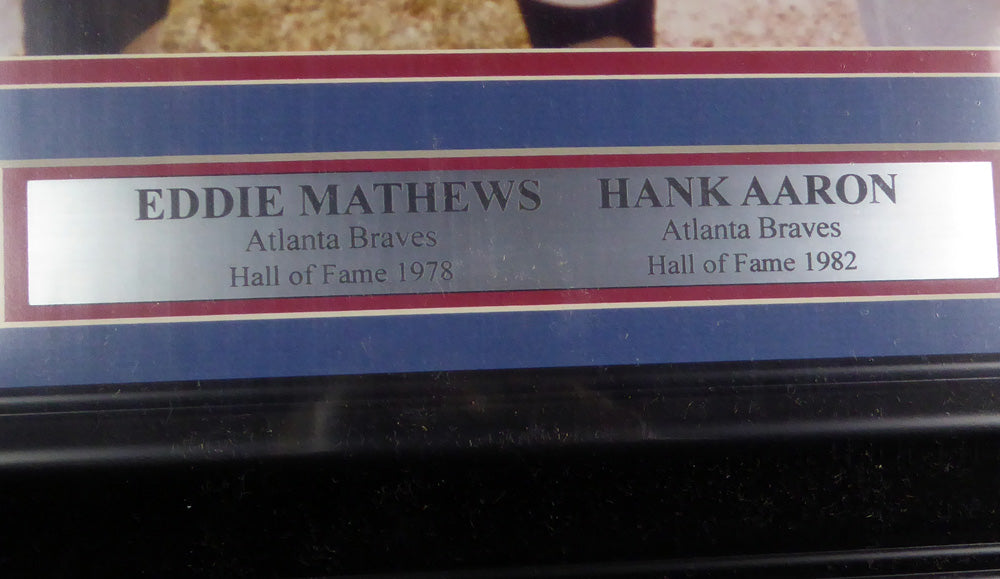 EDDIE MATHEWS
Atlanta Braves
Hall of Fame 1978
HANK AARON
Atlanta Braves
Hall of Fame 1982